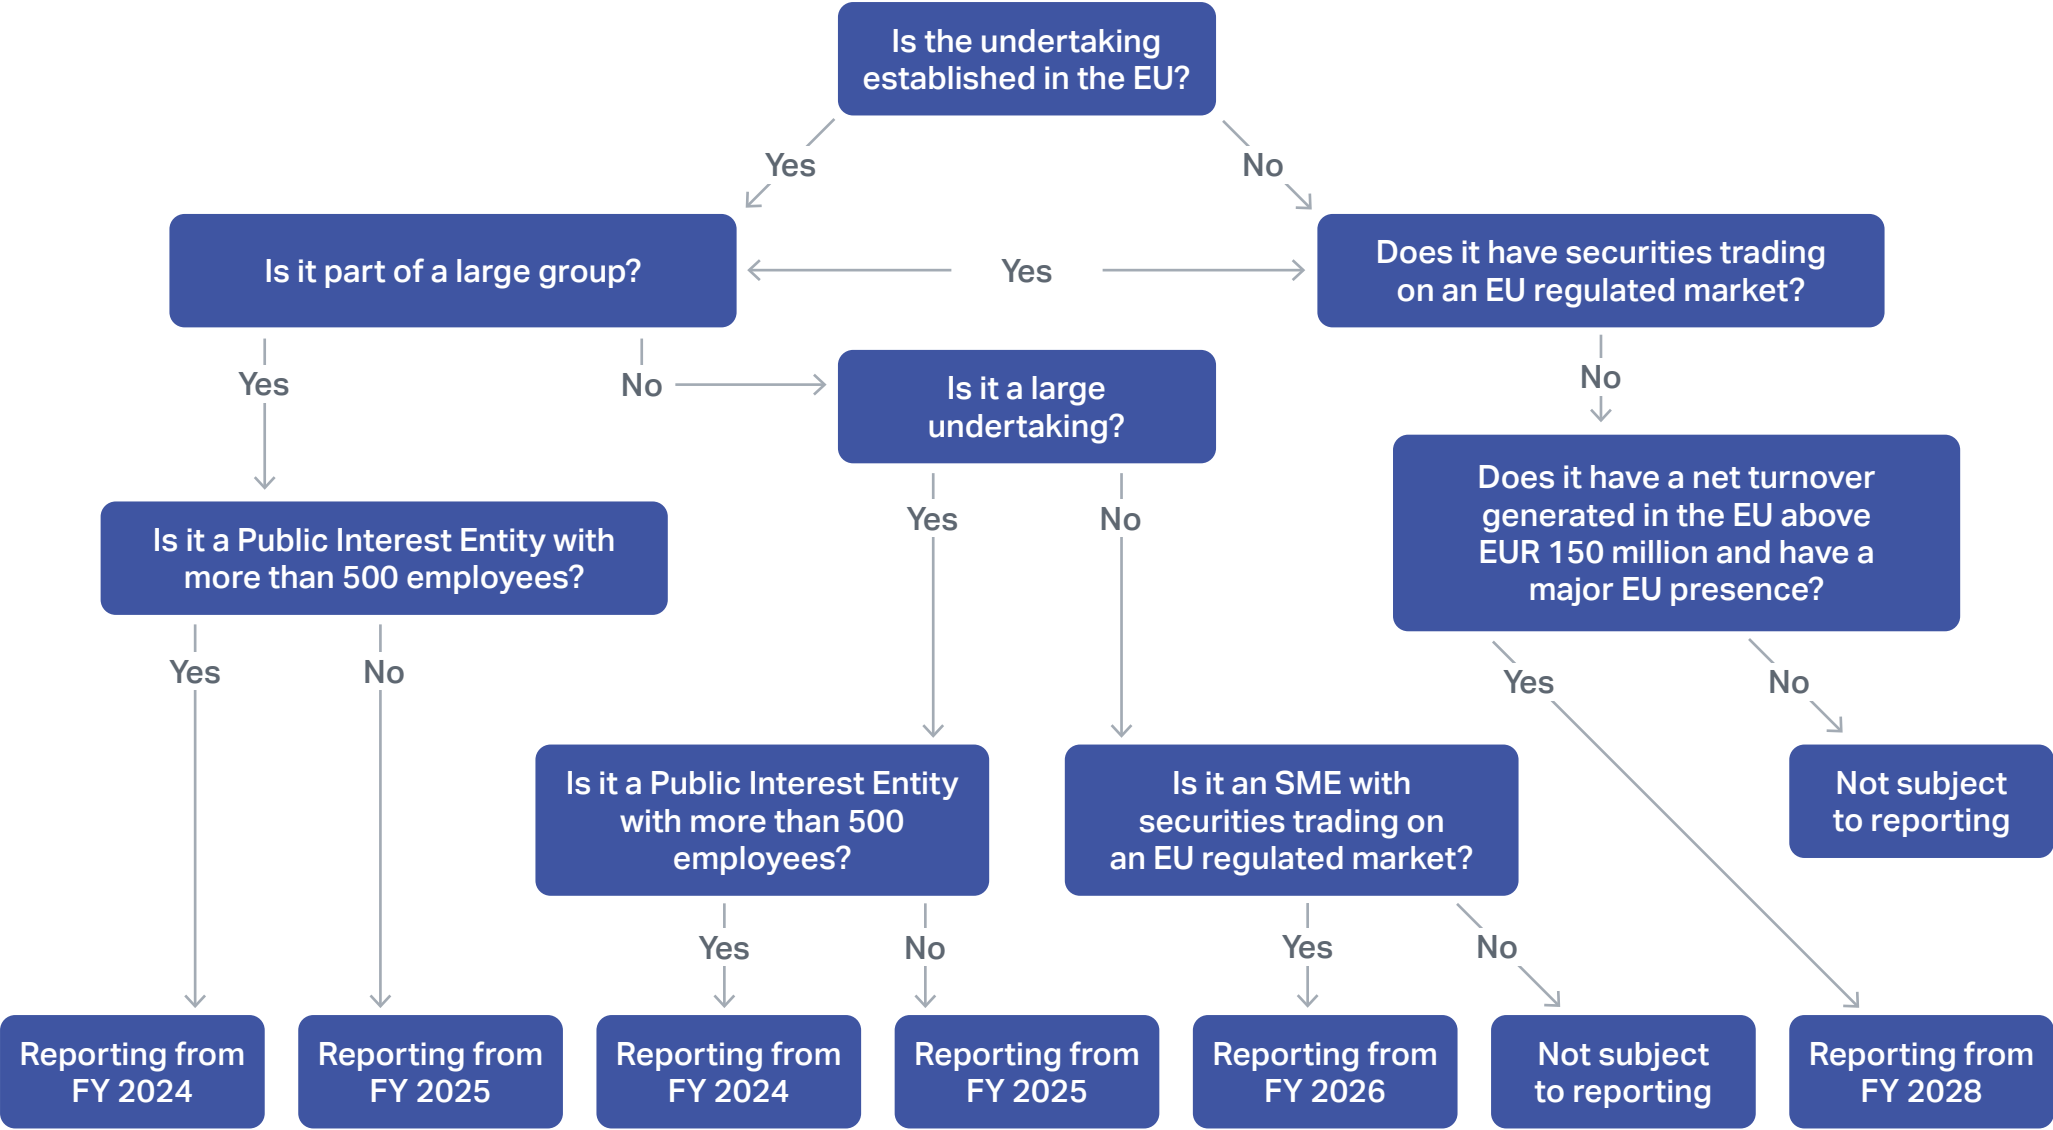 Is the undertaking
established in the EU?
Yes
No
Is it part of a large group?
Yes
Does it have securities trading
on an EU regulated market?
Yes
No
Is it a large
undertaking?
No
Does it have a net turnover
generated in the EU above
EUR 150 million and have a
major EU presence?
Is it a Public Interest Entity with
more than 500 employees?
Yes
No
Yes
No
Yes
No
Is it a Public Interest Entity
with more than 500
employees?
Is it an SME with
securities trading on
an EU regulated market?
Not subject
to reporting
Yes
No
Yes
No
Reporting from
FY 2024
Reporting from
FY 2025
Reporting from
FY 2024
Reporting from
FY 2025
Reporting from
FY 2026
Not subject
to reporting
Reporting from
FY 2028